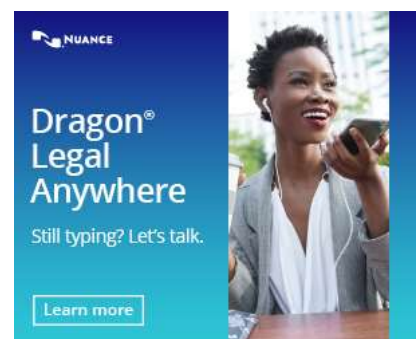 NUANCE
Dragon®
Legal
Anywhere
Still typing? Let's talk.
Learn more